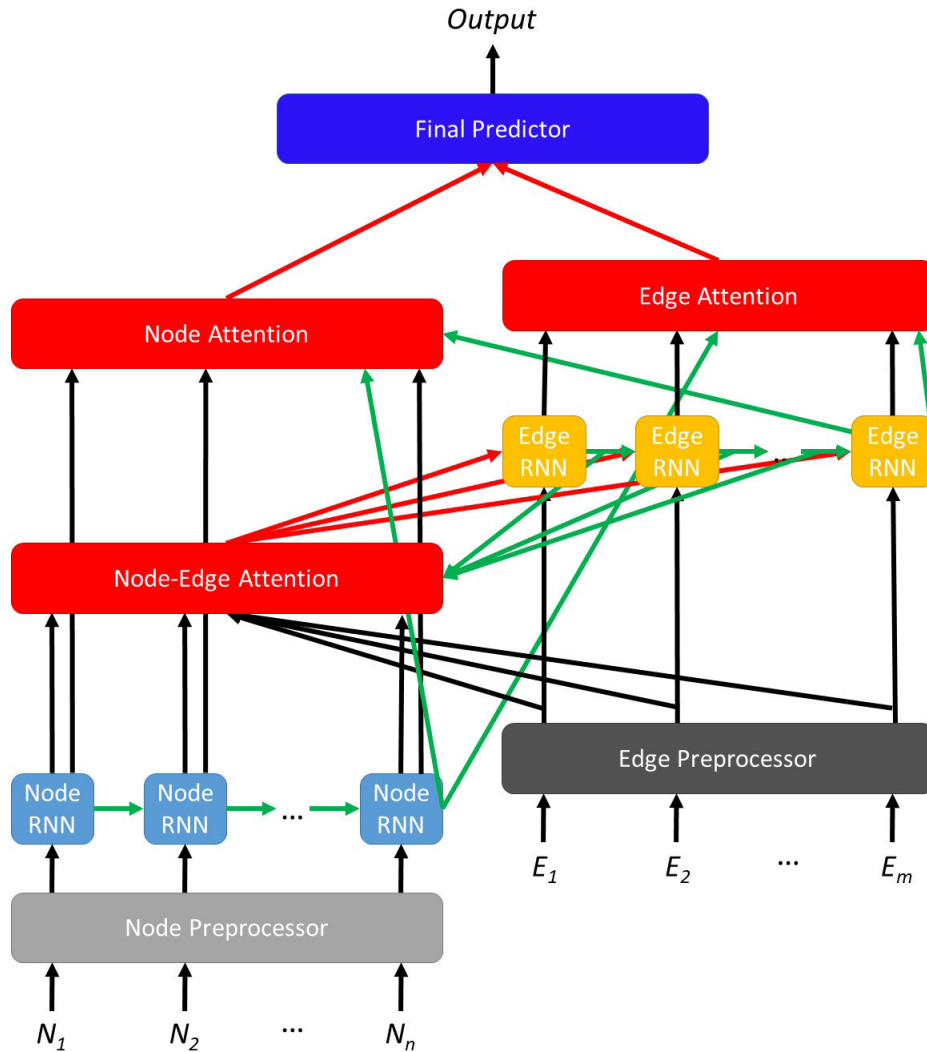 Output
Final Predictor
Edge Attention
Node Attention
Edge
RNN
Edge
RNN
...
Edge
RNN
Node-Edge Attention
Edge Preprocessor
Node
RNN
Node
RNN
...
Node
RNN
E1 E2 ... Em
Node Preprocessor
N1 N2 ... Nn